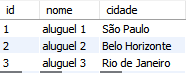 id nome cidade
1 aluguel 1 São Paulo
2 aluguel 2 Belo Horizonte
3 aluguel 3 Rio de Janeiro